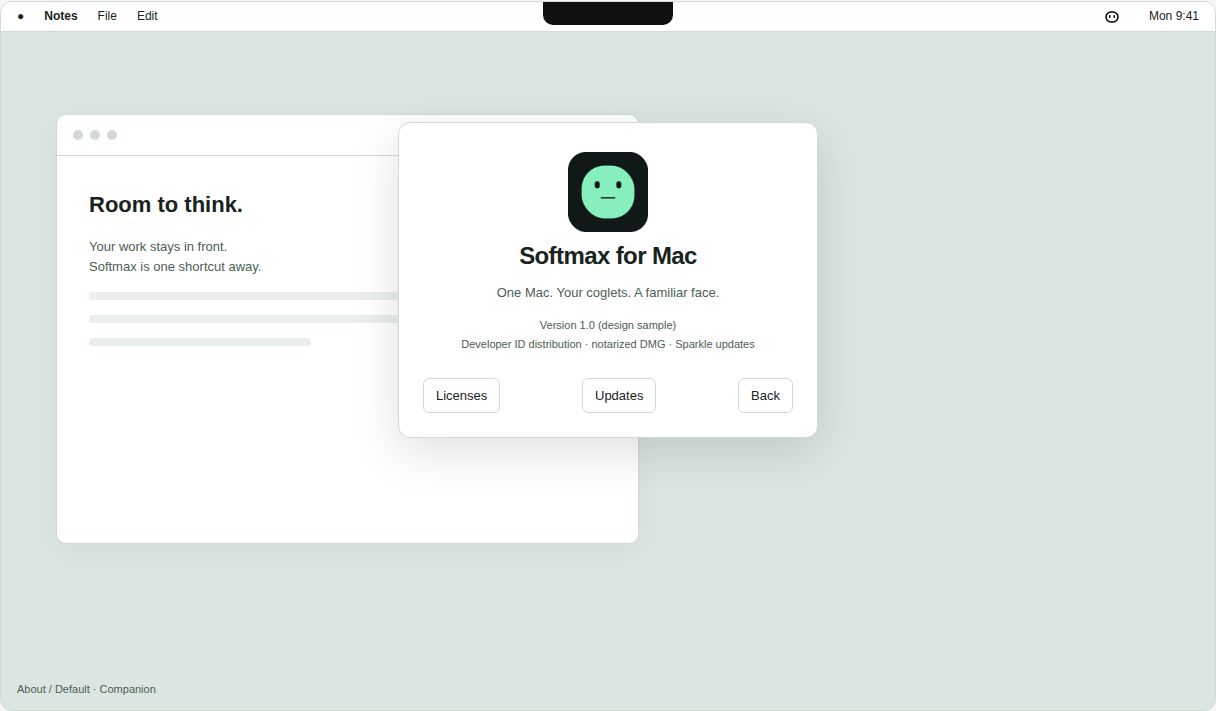 Notes File Edit
Mon 9:41
Room to think.
Your work stays in front.
Softmax is one shortcut away.
Softmax for Mac
One Mac. Your coglets. A familiar face.
Version 1.0 (design sample)
Developer ID distribution · notarized DMG · Sparkle updates
Licenses Updates Back
About / Default · Companion